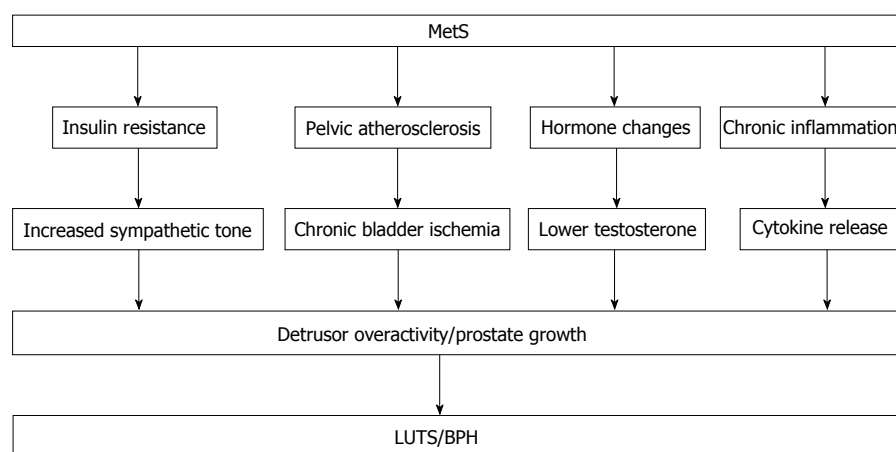 MetS
Insulin resistance
Pelvic atherosclerosis
Hormone changes
Chronic inflammation
Increased sympathetic tone
Chronic bladder ischemia
Lower testosterone
Cytokine release
Detrusor overactivity/prostate growth
LUTS/BPH